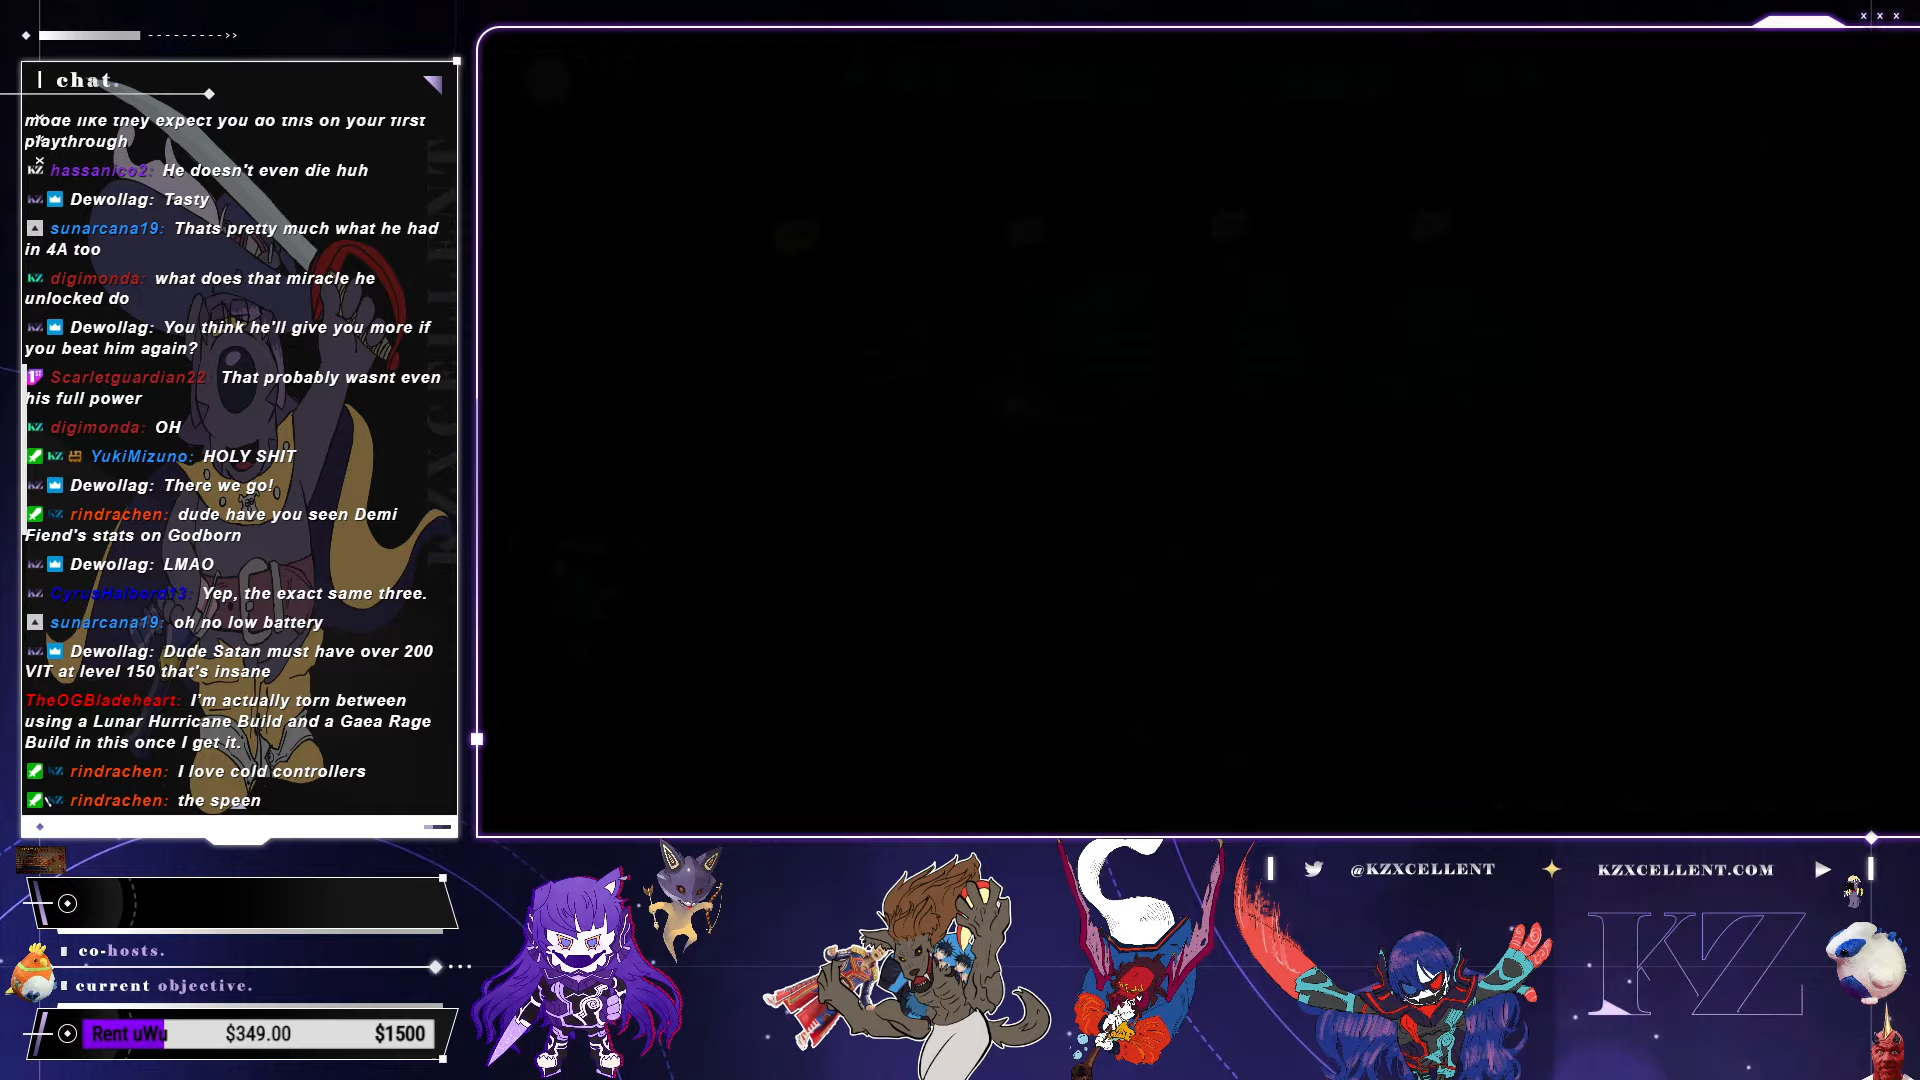 x x x
chat.
mode like they expect you do this on your first
playthrough
hassanico2: He doesn't even die huh
Dewollag: Tasty
sunarcana19: Thats pretty much what he had
in 4A too
digimonda: what does that miracle he
unlocked do
Dewollag: You think he'll give you more if
you beat him again?
Scarletguardian22: That probably wasnt even
his full power
digimonda: OH
YukiMizuno: HOLY SHIT
Dewollag: There we go!
rindrachen: dude have you seen Demi
Fiend's stats on Godborn
Dewollag: LMAO
CyrusHalberd13: Yep, the exact same three.
sunarcana19: oh no low battery
Dewollag: Dude Satan must have over 200
VIT at level 150 that's insane
TheOGBladeheart: I'm actually torn between
using a Lunar Hurricane Build and a Gaea Rage
Build in this once I get it.
rindrachen: I love cold controllers
rindrachen: the speen
@KZXCELLENT
KZXCELLENT.COM
KZ
co-hosts.
current objective.
Rent uWu $349.00 $1500